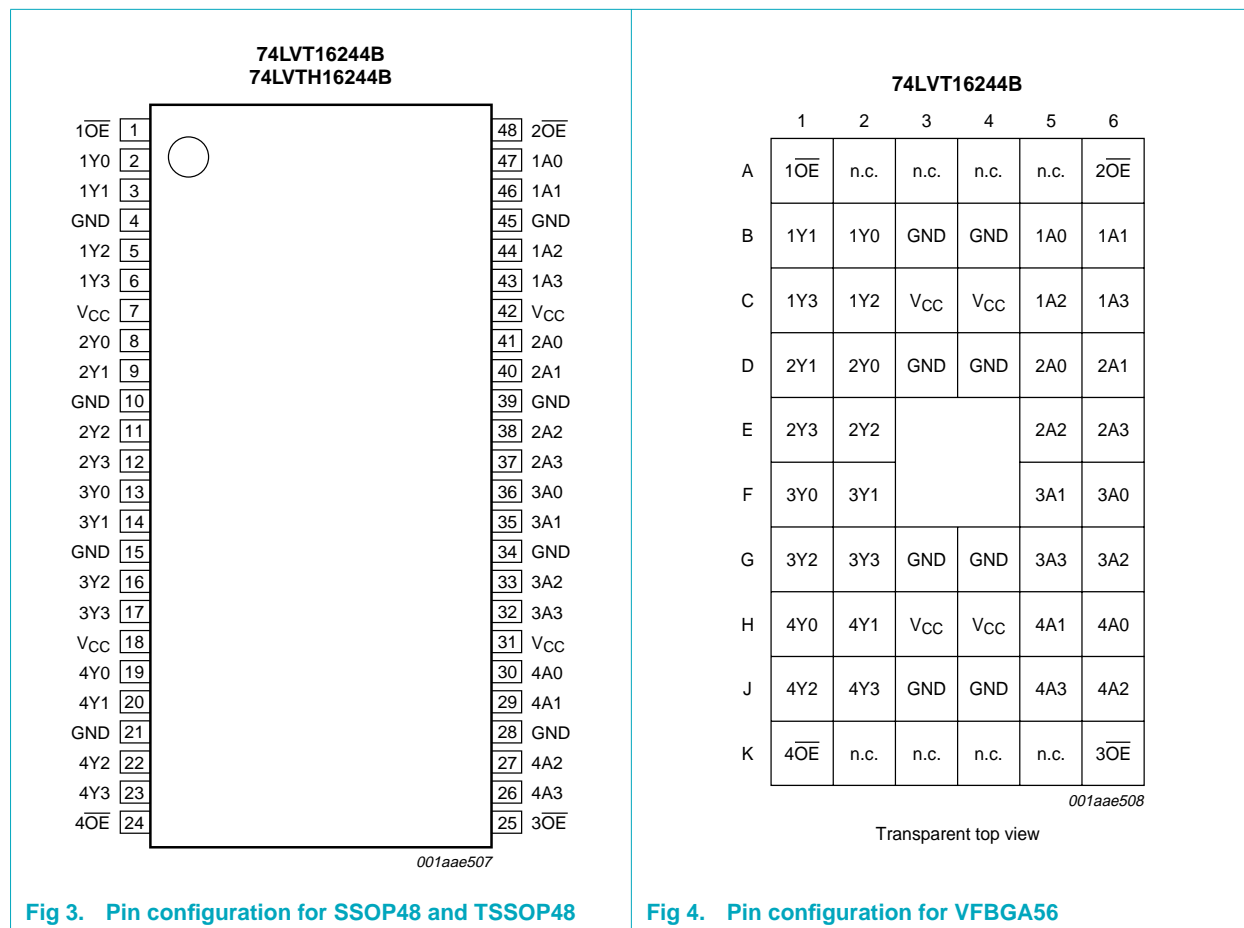 74LVT16244B
74LVTH16244B
1OE 1 48 2OE
1Y0 2 47 1A0
1Y1 3 46 1A1
GND 4 45 GND
1Y2 5 44 1A2
1Y3 6 43 1A3
VCC 7 42 VCC
2Y0 8 41 2A0
2Y1 9 40 2A1
GND 10 39 GND
2Y2 11 38 2A2
2Y3 12 37 2A3
3Y0 13 36 3A0
3Y1 14 35 3A1
GND 15 34 GND
3Y2 16 33 3A2
3Y3 17 32 3A3
VCC 18 31 VCC
4Y0 19 30 4A0
4Y1 20 29 4A1
GND 21 28 GND
4Y2 22 27 4A2
4Y3 23 26 4A3
4OE 24 25 3OE
001aae507
Fig 3. Pin configuration for SSOP48 and TSSOP48
74LVT16244B
1 2 3 4 5 6
A 1OE n.c. n.c. n.c. n.c. 2OE
B 1Y1 1Y0 GND GND 1A0 1A1
C 1Y3 1Y2 VCC VCC 1A2 1A3
D 2Y1 2Y0 GND GND 2A0 2A1
E 2Y3 2Y2 2A2 2A3
F 3Y0 3Y1 3A1 3A0
G 3Y2 3Y3 GND GND 3A3 3A2
H 4Y0 4Y1 VCC VCC 4A1 4A0
J 4Y2 4Y3 GND GND 4A3 4A2
K 4OE n.c. n.c. n.c. n.c. 3OE
001aae508
Transparent top view
Fig 4. Pin configuration for VFBGA56